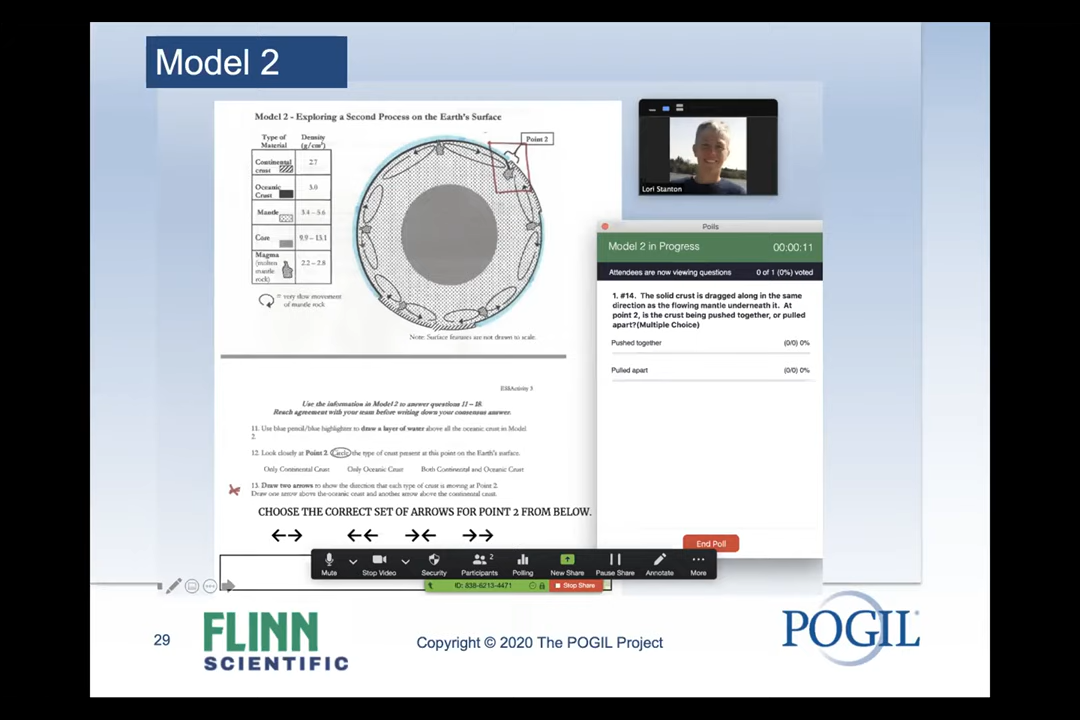 Model 2
Model 2 - Exploring a Second Process on the Earth's Surface
Type of Material
Density (g/cm³)
Continental crust
2.7
Oceanic Crust
3.0
Mantle
3.4 – 5.6
Core
9.9 – 13.1
Magma (molten mantle rock)
2.2 – 2.8
= very slow movement
of mantle rock
Point 2
Note: Surface features are not drawn to scale.
Lori Stanton
Polls
Model 2 in Progress
00:00:11
Attendees are now viewing questions
0 of 1 (0%) voted
1. #14. The solid crust is dragged along in the same
direction as the flowing mantle underneath it. At
point 2, is the crust being pushed together, or pulled
apart?(Multiple Choice)
Pushed together
(0/0) 0%
Pulled apart
(0/0) 0%
End Poll
Use the information in Model 2 to answer questions 11 – 18.
Reach agreement with your team before writing down your consensus answer.
11. Use blue pencil/blue highlighter to draw a layer of water above all the oceanic crust in Model
2.
12. Look closely at Point 2. Circle the type of crust present at this point on the Earth's surface.
Only Continental Crust
Only Oceanic Crust
Both Continental and Oceanic Crust
13. Draw two arrows to show the direction that each type of crust is moving at Point 2.
Draw one arrow above the oceanic crust and another arrow above the continental crust.
CHOOSE THE CORRECT SET OF ARROWS FOR POINT 2 FROM BELOW.
←→ ←← →← →→
Mute
Stop Video
Security
2
Participants
Polling
New Share
Pause Share
Annotate
More
ID: 838-6213-4471
Stop Share
29
FLINN
SCIENTIFIC
Copyright © 2020 The POGIL Project
POGIL